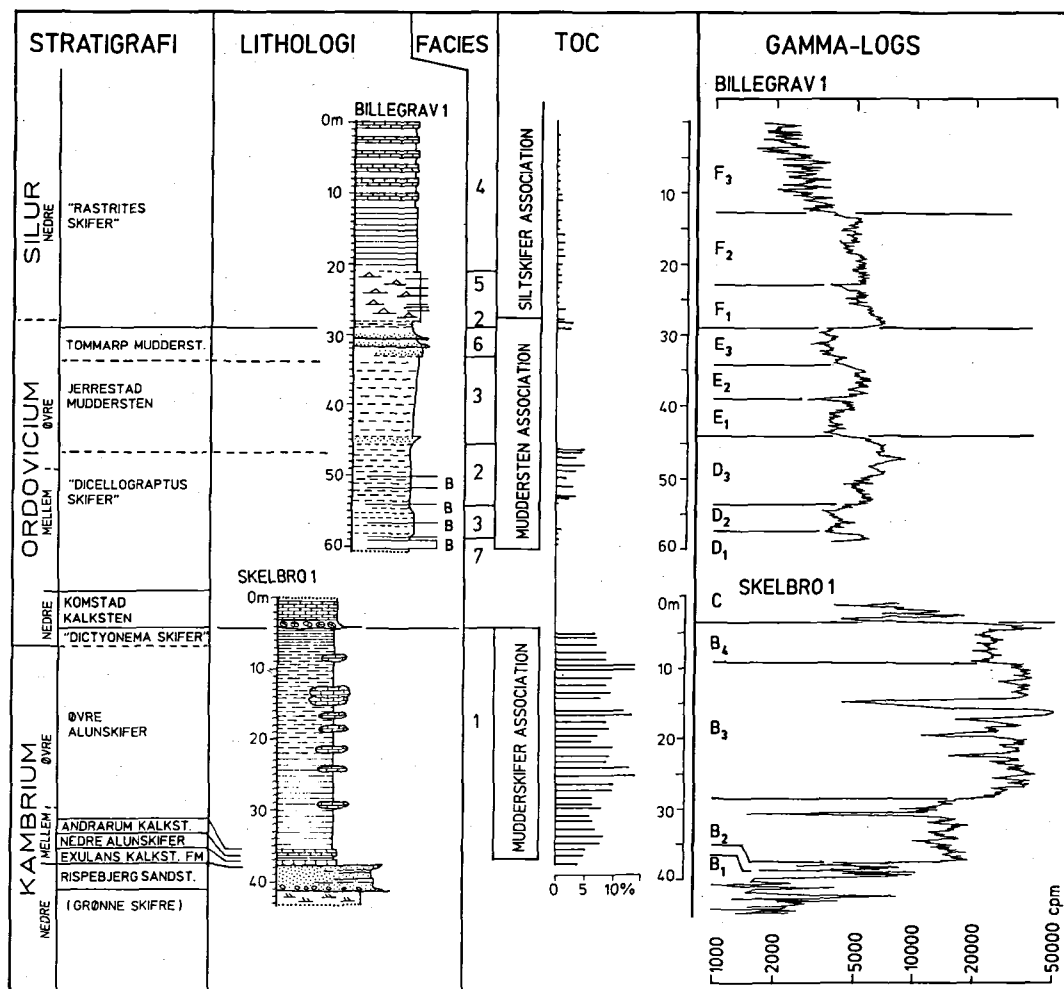 STRATIGRAFI
LITHOLOGI
FACIES
TOC
GAMMA-LOGS
SILUR
NEDRE
"RASTRITES
SKIFER"
ORDOVICIUM
ØVRE
MELLEM
NEDRE
TOMMARP MUDDERST.
JERRESTAD
MUDDERSTEN
"DICELLOGRAPTUS
SKIFER"
KOMSTAD
KALKSTEN
"DICTYONEMA SKIFER"
KAMBRIUM
ØVRE
MELLEM
NEDRE
ØVRE
ALUNSKIFER
ANDRARUM KALKST.
NEDRE ALUNSKIFER
EXULANS KALKST. FM
RISPEBJERG SANDST.
(GRØNNE SKIFRE)
BILLEGRAV 1
0m
10
20
30
40
50
60
B
B
B
B
SKELBRO 1
0m
10
20
30
40
4
5
2
6
3
2
3
7
1
SILTSKIFER ASSOCIATION
MUDDERSTEN ASSOCIATION
MUDDERSKIFER ASSOCIATION
0 5 10%
BILLEGRAV 1
10
20
30
40
50
60
F3
F2
F1
E3
E2
E1
D3
D2
D1
SKELBRO 1
0m
10
20
30
40
C
B4
B3
B2
B1
1000
2000
5000
10000
20000
50000 cpm